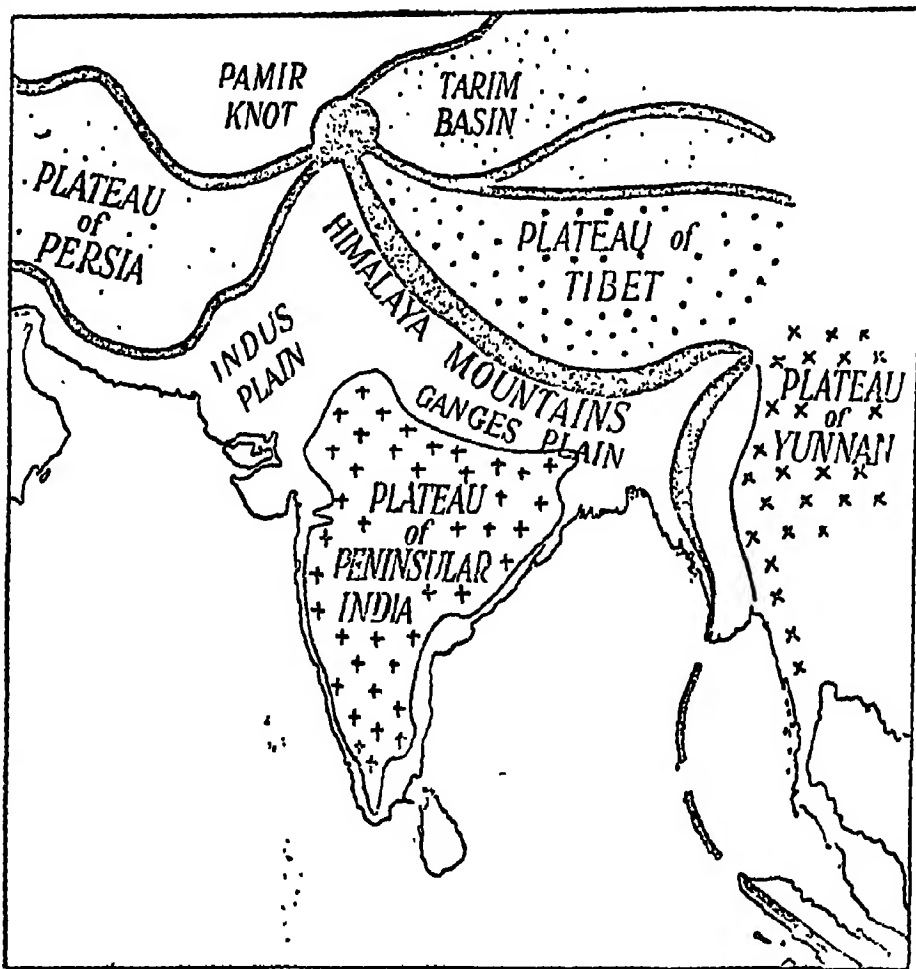 PAMIR
KNOT
TARIM
BASIN
PLATEAU
of
PERSIA
PLATEAU of
TIBET
HIMALAYA MOUNTAINS
INDUS
PLAIN
GANGES PLAIN
PLATEAU
of
YUNNAN
PLATEAU
of
PENINSULAR
INDIA